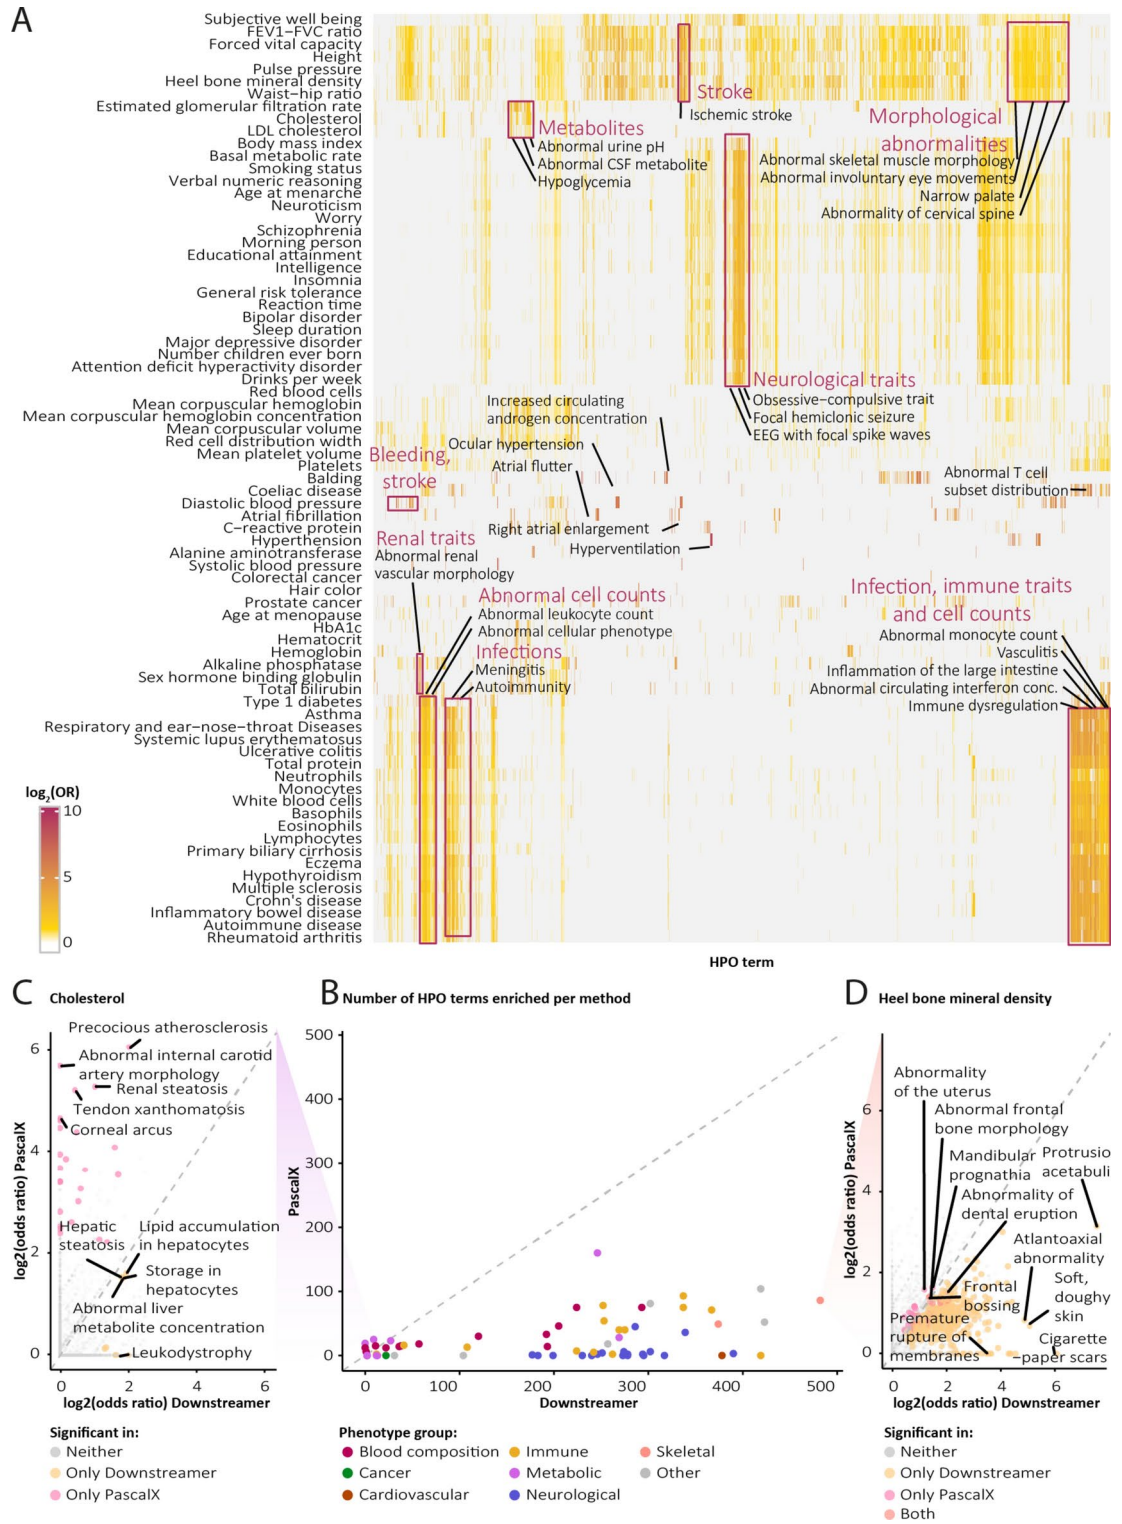 A
Subjective well being
FEV1−FVC ratio
Forced vital capacity
Height
Pulse pressure
Heel bone mineral density
Waist−hip ratio
Estimated glomerular filtration rate
Cholesterol
LDL cholesterol
Body mass index
Basal metabolic rate
Smoking status
Verbal numeric reasoning
Age at menarche
Neuroticism
Worry
Schizophrenia
Morning person
Educational attainment
Intelligence
Insomnia
General risk tolerance
Reaction time
Bipolar disorder
Sleep duration
Major depressive disorder
Number children ever born
Attention deficit hyperactivity disorder
Drinks per week
Red blood cells
Mean corpuscular hemoglobin
Mean corpuscular hemoglobin concentration
Mean corpuscular volume
Red cell distribution width
Mean platelet volume
Platelets
Balding
Coeliac disease
Diastolic blood pressure
Atrial fibrillation
C−reactive protein
Hyperthension
Alanine aminotransferase
Systolic blood pressure
Colorectal cancer
Hair color
Prostate cancer
Age at menopause
HbA1c
Hematocrit
Hemoglobin
Alkaline phosphatase
Sex hormone binding globulin
Total bilirubin
Type 1 diabetes
Asthma
Respiratory and ear−nose−throat Diseases
Systemic lupus erythematosus
Ulcerative colitis
Total protein
Neutrophils
Monocytes
White blood cells
Basophils
Eosinophils
Lymphocytes
Primary biliary cirrhosis
Eczema
Hypothyroidism
Multiple sclerosis
Crohn's disease
Inflammatory bowel disease
Autoimmune disease
Rheumatoid arthritis
Stroke
Ischemic stroke
Metabolites
Abnormal urine pH
Abnormal CSF metabolite
Hypoglycemia
Morphological
abnormalities
Abnormal skeletal muscle morphology
Abnormal involuntary eye movements
Narrow palate
Abnormality of cervical spine
Neurological traits
Obsessive−compulsive trait
Focal hemiclonic seizure
EEG with focal spike waves
Increased circulating
androgen concentration
Ocular hypertension
Atrial flutter
Bleeding,
stroke
Abnormal T cell
subset distribution
Right atrial enlargement
Hyperventilation
Renal traits
Abnormal renal
vascular morphology
Abnormal cell counts
Abnormal leukocyte count
Abnormal cellular phenotype
Infections
Meningitis
Autoimmunity
Infection, immune traits
and cell counts
Abnormal monocyte count
Vasculitis
Inflammation of the large intestine
Abnormal circulating interferon conc.
Immune dysregulation
log2(OR)
10
5
0
HPO term
C
Cholesterol
Precocious atherosclerosis
Abnormal internal carotid
artery morphology
Renal steatosis
Tendon xanthomatosis
Corneal arcus
Hepatic
steatosis
Lipid accumulation
in hepatocytes
Storage in
hepatocytes
Abnormal liver
metabolite concentration
Leukodystrophy
log2(odds ratio) PascalX
6
4
2
0
0
2
4
6
log2(odds ratio) Downstreamer
Significant in:
Neither
Only Downstreamer
Only PascalX
B
Number of HPO terms enriched per method
PascalX
500
400
300
200
100
0
0
100
200
300
400
500
Downstreamer
Phenotype group:
Blood composition
Cancer
Cardiovascular
Immune
Metabolic
Neurological
Skeletal
Other
D
Heel bone mineral density
Abnormality
of the uterus
Abnormal frontal
bone morphology
Mandibular
prognathia
Protrusio
acetabuli
Abnormality of
dental eruption
Atlantoaxial
abnormality
Soft,
doughy
skin
Frontal
bossing
Premature
rupture of
membranes
Cigarette
−paper scars
log2(odds ratio) PascalX
6
4
2
0
0
2
4
6
log2(odds ratio) Downstreamer
Significant in:
Neither
Only Downstreamer
Only PascalX
Both